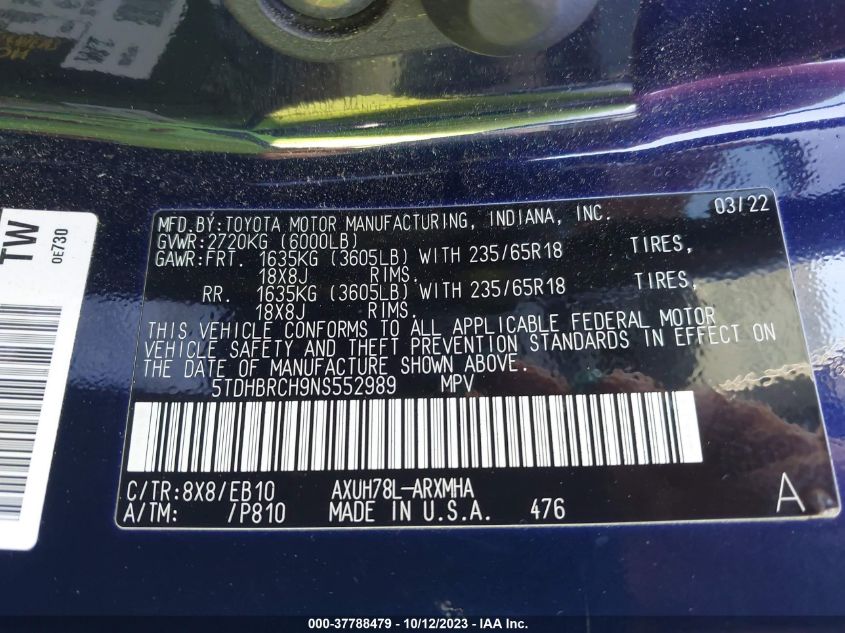 TW
0E730
MFD.BY:TOYOTA MOTOR MANUFACTURING, INDIANA, INC. 03/22
GVWR:2720KG (6000LB)
GAWR:FRT. 1635KG (3605LB) WITH 235/65R18 TIRES,
18X8J RIMS.
RR. 1635KG (3605LB) WITH 235/65R18 TIRES,
18X8J RIMS.
THIS VEHICLE CONFORMS TO ALL APPLICABLE FEDERAL MOTOR
VEHICLE SAFETY AND THEFT PREVENTION STANDARDS IN EFFECT ON
THE DATE OF MANUFACTURE SHOWN ABOVE.
5TDHBRCH9NS552989 MPV
C/TR:8X8/EB10 AXUH78L-ARXMHA
A/TM: /P810 MADE IN U.S.A. 476 A
000-37788479 - 10/12/2023 - IAA Inc.